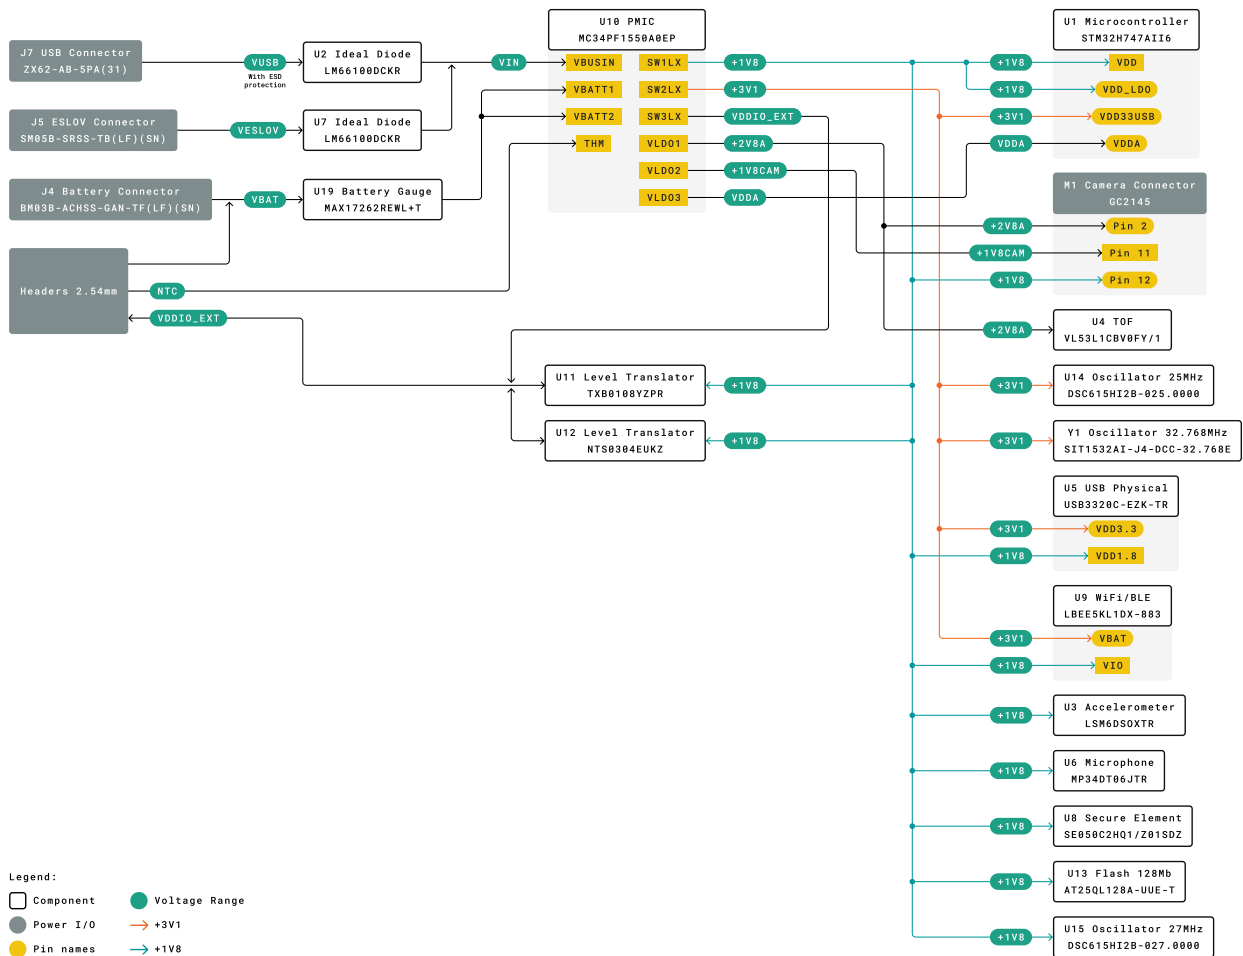 J7 USB Connector
ZX62-AB-5PA(31)
VUSB
With ESD
protection
U2 Ideal Diode
LM66100DCKR
VIN
J5 ESLOV Connector
SM05B-SRSS-TB(LF)(SN)
VESLOV
U7 Ideal Diode
LM66100DCKR
J4 Battery Connector
BM03B-ACHSS-GAN-TF(LF)(SN)
VBAT
U19 Battery Gauge
MAX17262REWL+T
Headers 2.54mm
NTC
VDDIO_EXT
U10 PMIC
MC34PF1550A0EP
VBUSIN
VBATT1
VBATT2
THM
SW1LX
SW2LX
SW3LX
VLDO1
VLDO2
VLDO3
+1V8
+3V1
VDDIO_EXT
+2V8A
+1V8CAM
VDDA
U11 Level Translator
TXB0108YZPR
+1V8
U12 Level Translator
NTS0304EUKZ
+1V8
U1 Microcontroller
STM32H747AII6
+1V8
VDD
+1V8
VDD_LDO
+3V1
VDD33USB
VDDA
VDDA
M1 Camera Connector
GC2145
+2V8A
Pin 2
+1V8CAM
Pin 11
+1V8
Pin 12
U4 TOF
VL53L1CBV0FY/1
+2V8A
U14 Oscillator 25MHz
DSC615HI2B-025.0000
+3V1
Y1 Oscillator 32.768MHz
SIT1532AI-J4-DCC-32.768E
+3V1
U5 USB Physical
USB3320C-EZK-TR
+3V1
VDD3.3
+1V8
VDD1.8
U9 WiFi/BLE
LBEE5KL1DX-883
+3V1
VBAT
+1V8
VIO
U3 Accelerometer
LSM6DSOXTR
+1V8
U6 Microphone
MP34DT06JTR
+1V8
U8 Secure Element
SE050C2HQ1/Z01SDZ
+1V8
U13 Flash 128Mb
AT25QL128A-UUE-T
+1V8
U15 Oscillator 27MHz
DSC615HI2B-027.0000
+1V8
Legend:
Component
Voltage Range
Power I/O
+3V1
Pin names
+1V8